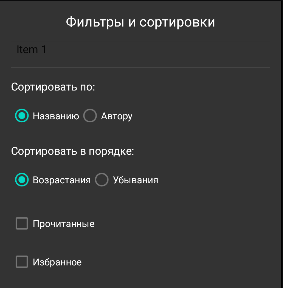 Фильтры и сортировки
Item 1
Сортировать по:
Названию Автору
Сортировать в порядке:
Возрастания Убывания
Прочитанные
Избранное